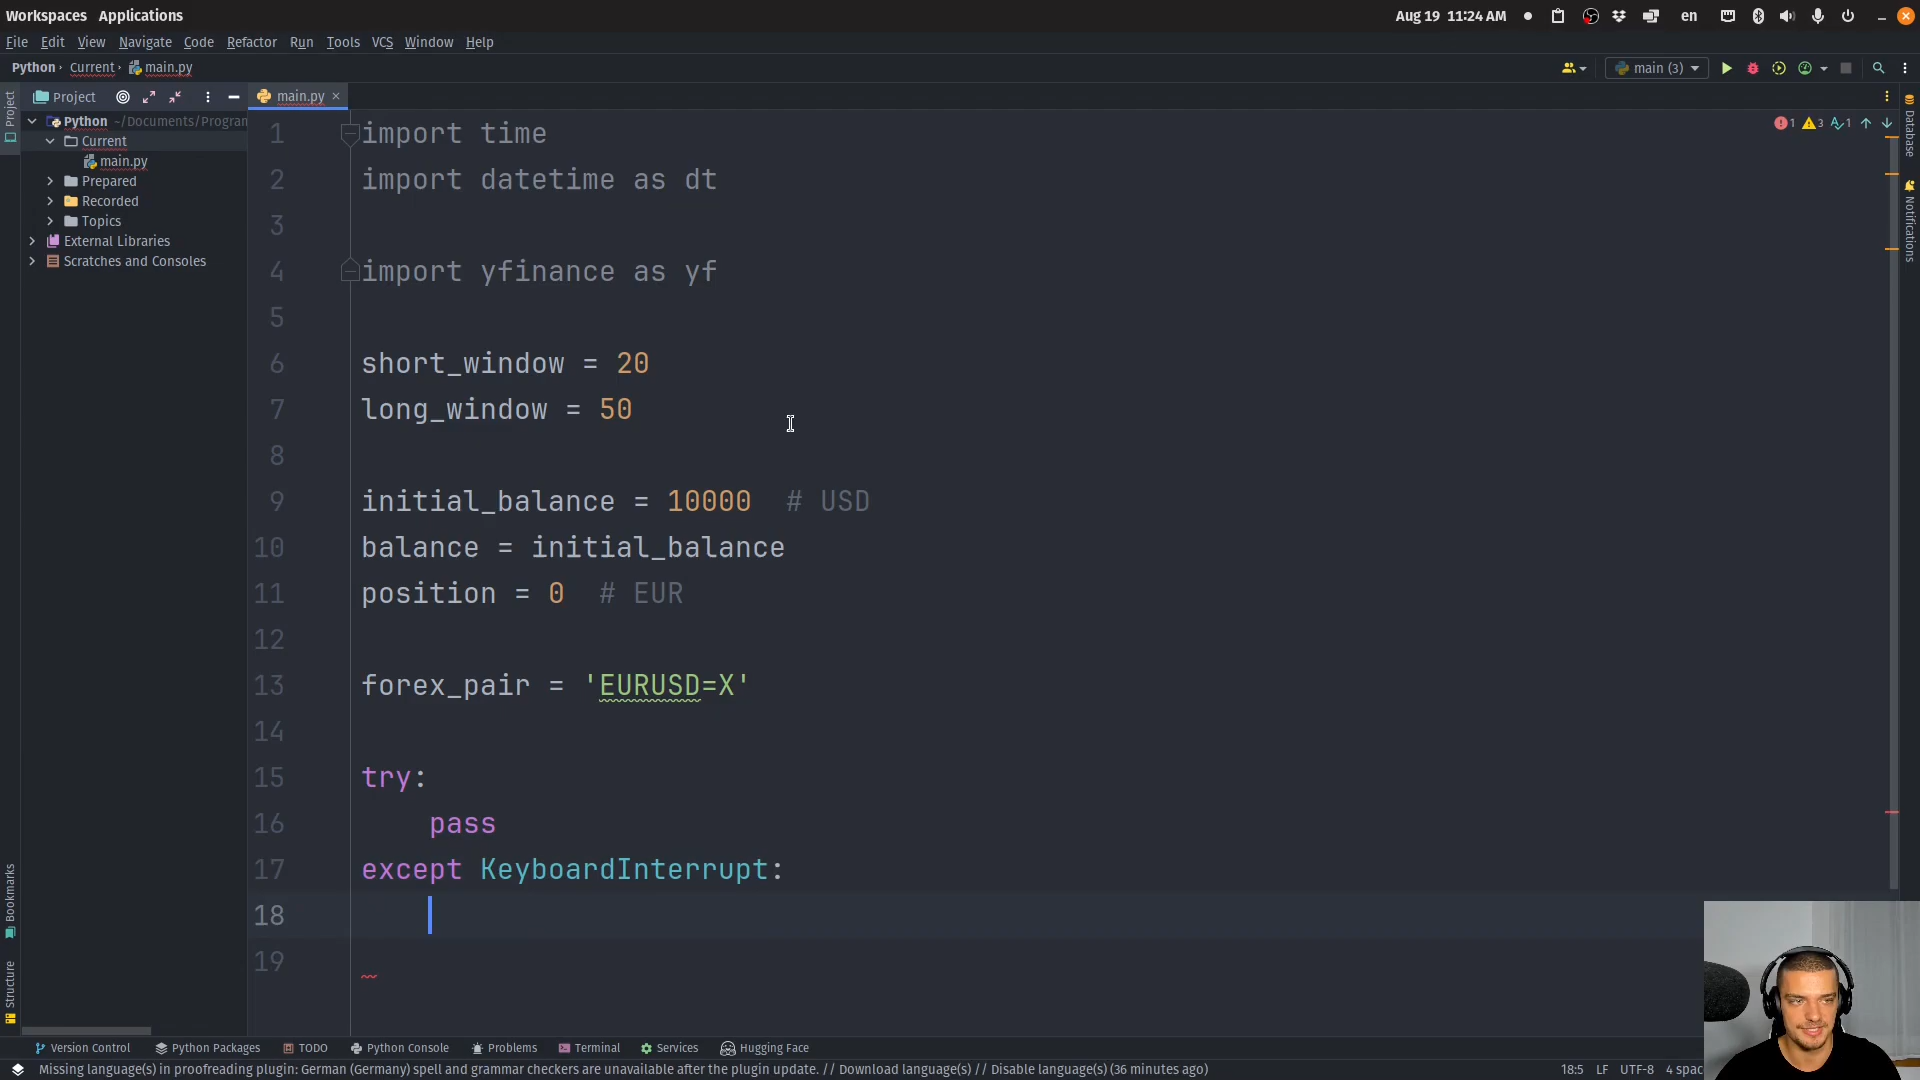 Workspaces Applications Aug 19 11:24 AM en
File Edit View Navigate Code Refactor Run Tools VCS Window Help
Python Current main.py main (3)
Project main.py
Project
Python ~/Documents/Program
Current
main.py
Prepared
Recorded
Topics
External Libraries
Scratches and Consoles
1 import time
2 import datetime as dt
3
4 import yfinance as yf
5
6 short_window = 20
7 long_window = 50
8
9 initial_balance = 10000 # USD
10 balance = initial_balance
11 position = 0 # EUR
12
13 forex_pair = 'EURUSD=X'
14
15 try:
16 pass
17 except KeyboardInterrupt:
18
19
1 3 1
Database
Notifications
Bookmarks
Structure
Version Control Python Packages TODO Python Console Problems Terminal Services Hugging Face
Missing language(s) in proofreading plugin: German (Germany) spell and grammar checkers are unavailable after the plugin update. // Download language(s) // Disable language(s) (36 minutes ago) 18:5 LF UTF-8 4 spac